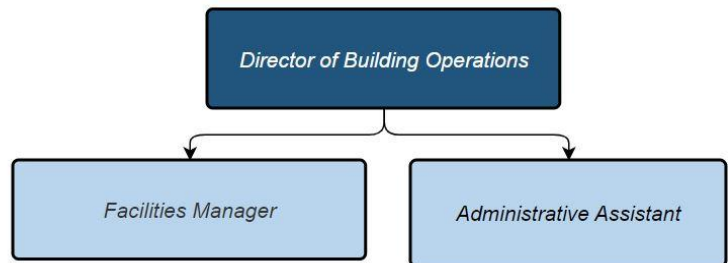 Director of Building Operations
Facilities Manager
Administrative Assistant